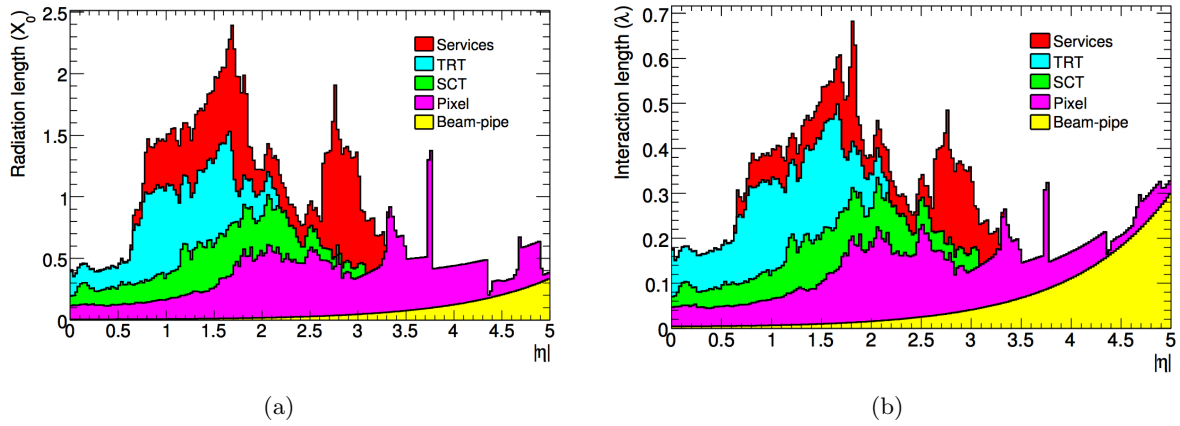 Radiation length (X0)
2.5
2
1.5
1
0.5
0
Services
TRT
SCT
Pixel
Beam-pipe
0 0.5 1 1.5 2 2.5 3 3.5 4 4.5 5
|η|
(a)
Interaction length (λ)
0.7
0.6
0.5
0.4
0.3
0.2
0.1
0
Services
TRT
SCT
Pixel
Beam-pipe
0 0.5 1 1.5 2 2.5 3 3.5 4 4.5 5
|η|
(b)